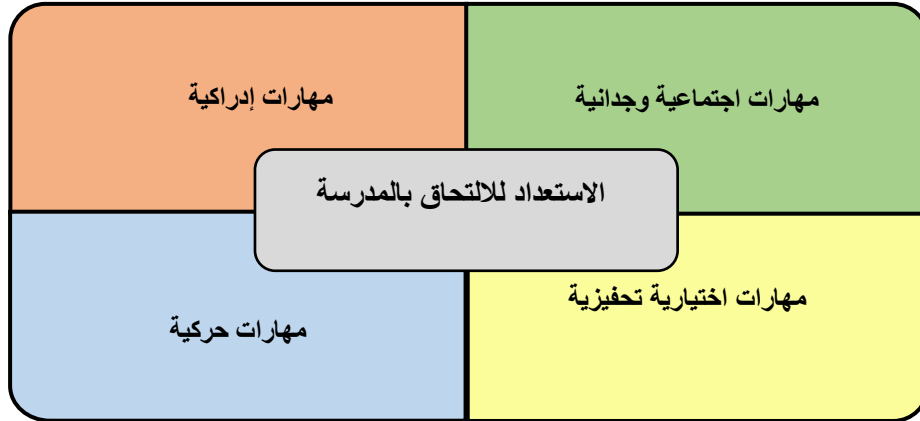 مهارات اجتماعية وجدانية
مهارات إدراكية
الاستعداد للالتحاق بالمدرسة
مهارات اختيارية تحفيزية
مهارات حركية